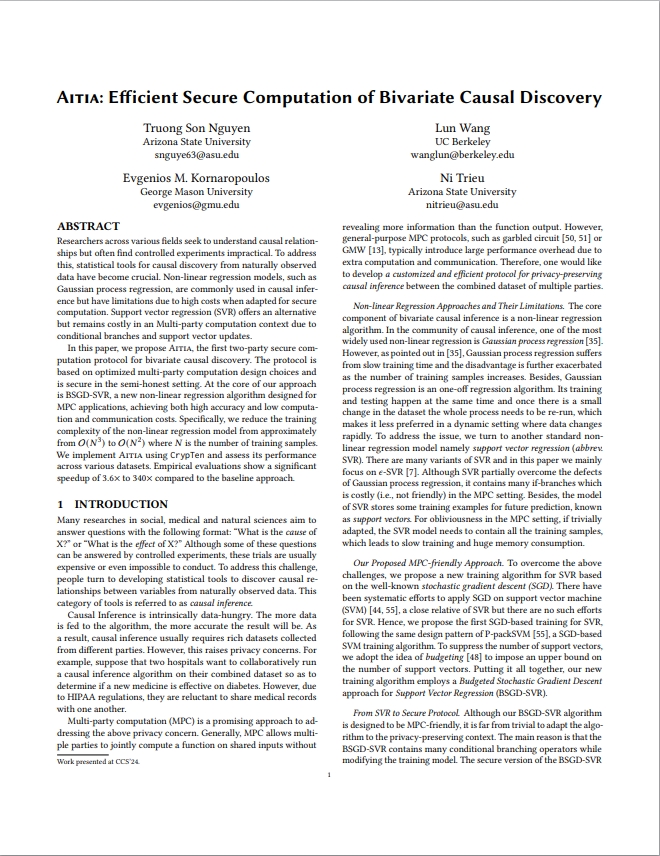 AITIA: Efficient Secure Computation of Bivariate Causal Discovery
Truong Son Nguyen
Arizona State University
snguye63@asu.edu
Lun Wang
UC Berkeley
wanglun@berkeley.edu
Evgenios M. Kornaropoulos
George Mason University
evgenios@gmu.edu
Ni Trieu
Arizona State University
nitrieu@asu.edu
ABSTRACT
Researchers across various fields seek to understand causal relation-
ships but often find controlled experiments impractical. To address
this, statistical tools for causal discovery from naturally observed
data have become crucial. Non-linear regression models, such as
Gaussian process regression, are commonly used in causal infer-
ence but have limitations due to high costs when adapted for secure
computation. Support vector regression (SVR) offers an alternative
but remains costly in an Multi-party computation context due to
conditional branches and support vector updates.
In this paper, we propose AITIA, the first two-party secure com-
putation protocol for bivariate causal discovery. The protocol is
based on optimized multi-party computation design choices and
is secure in the semi-honest setting. At the core of our approach
is BSGD-SVR, a new non-linear regression algorithm designed for
MPC applications, achieving both high accuracy and low computa-
tion and communication costs. Specifically, we reduce the training
complexity of the non-linear regression model from approximately
from O(N³) to O(N²) where N is the number of training samples.
We implement AITIA using CrypTen and assess its performance
across various datasets. Empirical evaluations show a significant
speedup of 3.6× to 340× compared to the baseline approach.
1 INTRODUCTION
Many researches in social, medical and natural sciences aim to
answer questions with the following format: “What is the cause of
X?” or “What is the effect of X?” Although some of these questions
can be answered by controlled experiments, these trials are usually
expensive or even impossible to conduct. To address this challenge,
people turn to developing statistical tools to discover causal re-
lationships between variables from naturally observed data. This
category of tools is referred to as causal inference.
Causal Inference is intrinsically data-hungry. The more data
is fed to the algorithm, the more accurate the result will be. As
a result, causal inference usually requires rich datasets collected
from different parties. However, this raises privacy concerns. For
example, suppose that two hospitals want to collaboratively run
a causal inference algorithm on their combined dataset so as to
determine if a new medicine is effective on diabetes. However, due
to HIPAA regulations, they are reluctant to share medical records
with one another.
Multi-party computation (MPC) is a promising approach to ad-
dressing the above privacy concern. Generally, MPC allows multi-
ple parties to jointly compute a function on shared inputs without
Work presented at CCS'24.
revealing more information than the function output. However,
general-purpose MPC protocols, such as garbled circuit [50, 51] or
GMW [13], typically introduce large performance overhead due to
extra computation and communication. Therefore, one would like
to develop a customized and efficient protocol for privacy-preserving
causal inference between the combined dataset of multiple parties.
Non-linear Regression Approaches and Their Limitations. The core
component of bivariate causal inference is a non-linear regression
algorithm. In the community of causal inference, one of the most
widely used non-linear regression is Gaussian process regression [35].
However, as pointed out in [35], Gaussian process regression suffers
from slow training time and the disadvantage is further exacerbated
as the number of training samples increases. Besides, Gaussian
process regression is an one-off regression algorithm. Its training
and testing happen at the same time and once there is a small
change in the dataset the whole process needs to be re-run, which
makes it less preferred in a dynamic setting where data changes
rapidly. To address the issue, we turn to another standard non-
linear regression model namely support vector regression (abbrev.
SVR). There are many variants of SVR and in this paper we mainly
focus on ε-SVR [7]. Although SVR partially overcome the defects
of Gaussian process regression, it contains many if-branches which
is costly (i.e., not friendly) in the MPC setting. Besides, the model
of SVR stores some training examples for future prediction, known
as support vectors. For obliviousness in the MPC setting, if trivially
adapted, the SVR model needs to contain all the training samples,
which leads to slow training and huge memory consumption.
Our Proposed MPC-friendly Approach. To overcome the above
challenges, we propose a new training algorithm for SVR based
on the well-known stochastic gradient descent (SGD). There have
been systematic efforts to apply SGD on support vector machine
(SVM) [44, 55], a close relative of SVR but there are no such efforts
for SVR. Hence, we propose the first SGD-based training for SVR,
following the same design pattern of P-packSVM [55], a SGD-based
SVM training algorithm. To suppress the number of support vectors,
we adopt the idea of budgeting [48] to impose an upper bound on
the number of support vectors. Putting it all together, our new
training algorithm employs a Budgeted Stochastic Gradient Descent
approach for Support Vector Regression (BSGD-SVR).
From SVR to Secure Protocol. Although our BSGD-SVR algorithm
is designed to be MPC-friendly, it is far from trivial to adapt the algo-
rithm to the privacy-preserving context. The main reason is that the
BSGD-SVR contains many conditional branching operators while
modifying the training model. The secure version of the BSGD-SVR
1